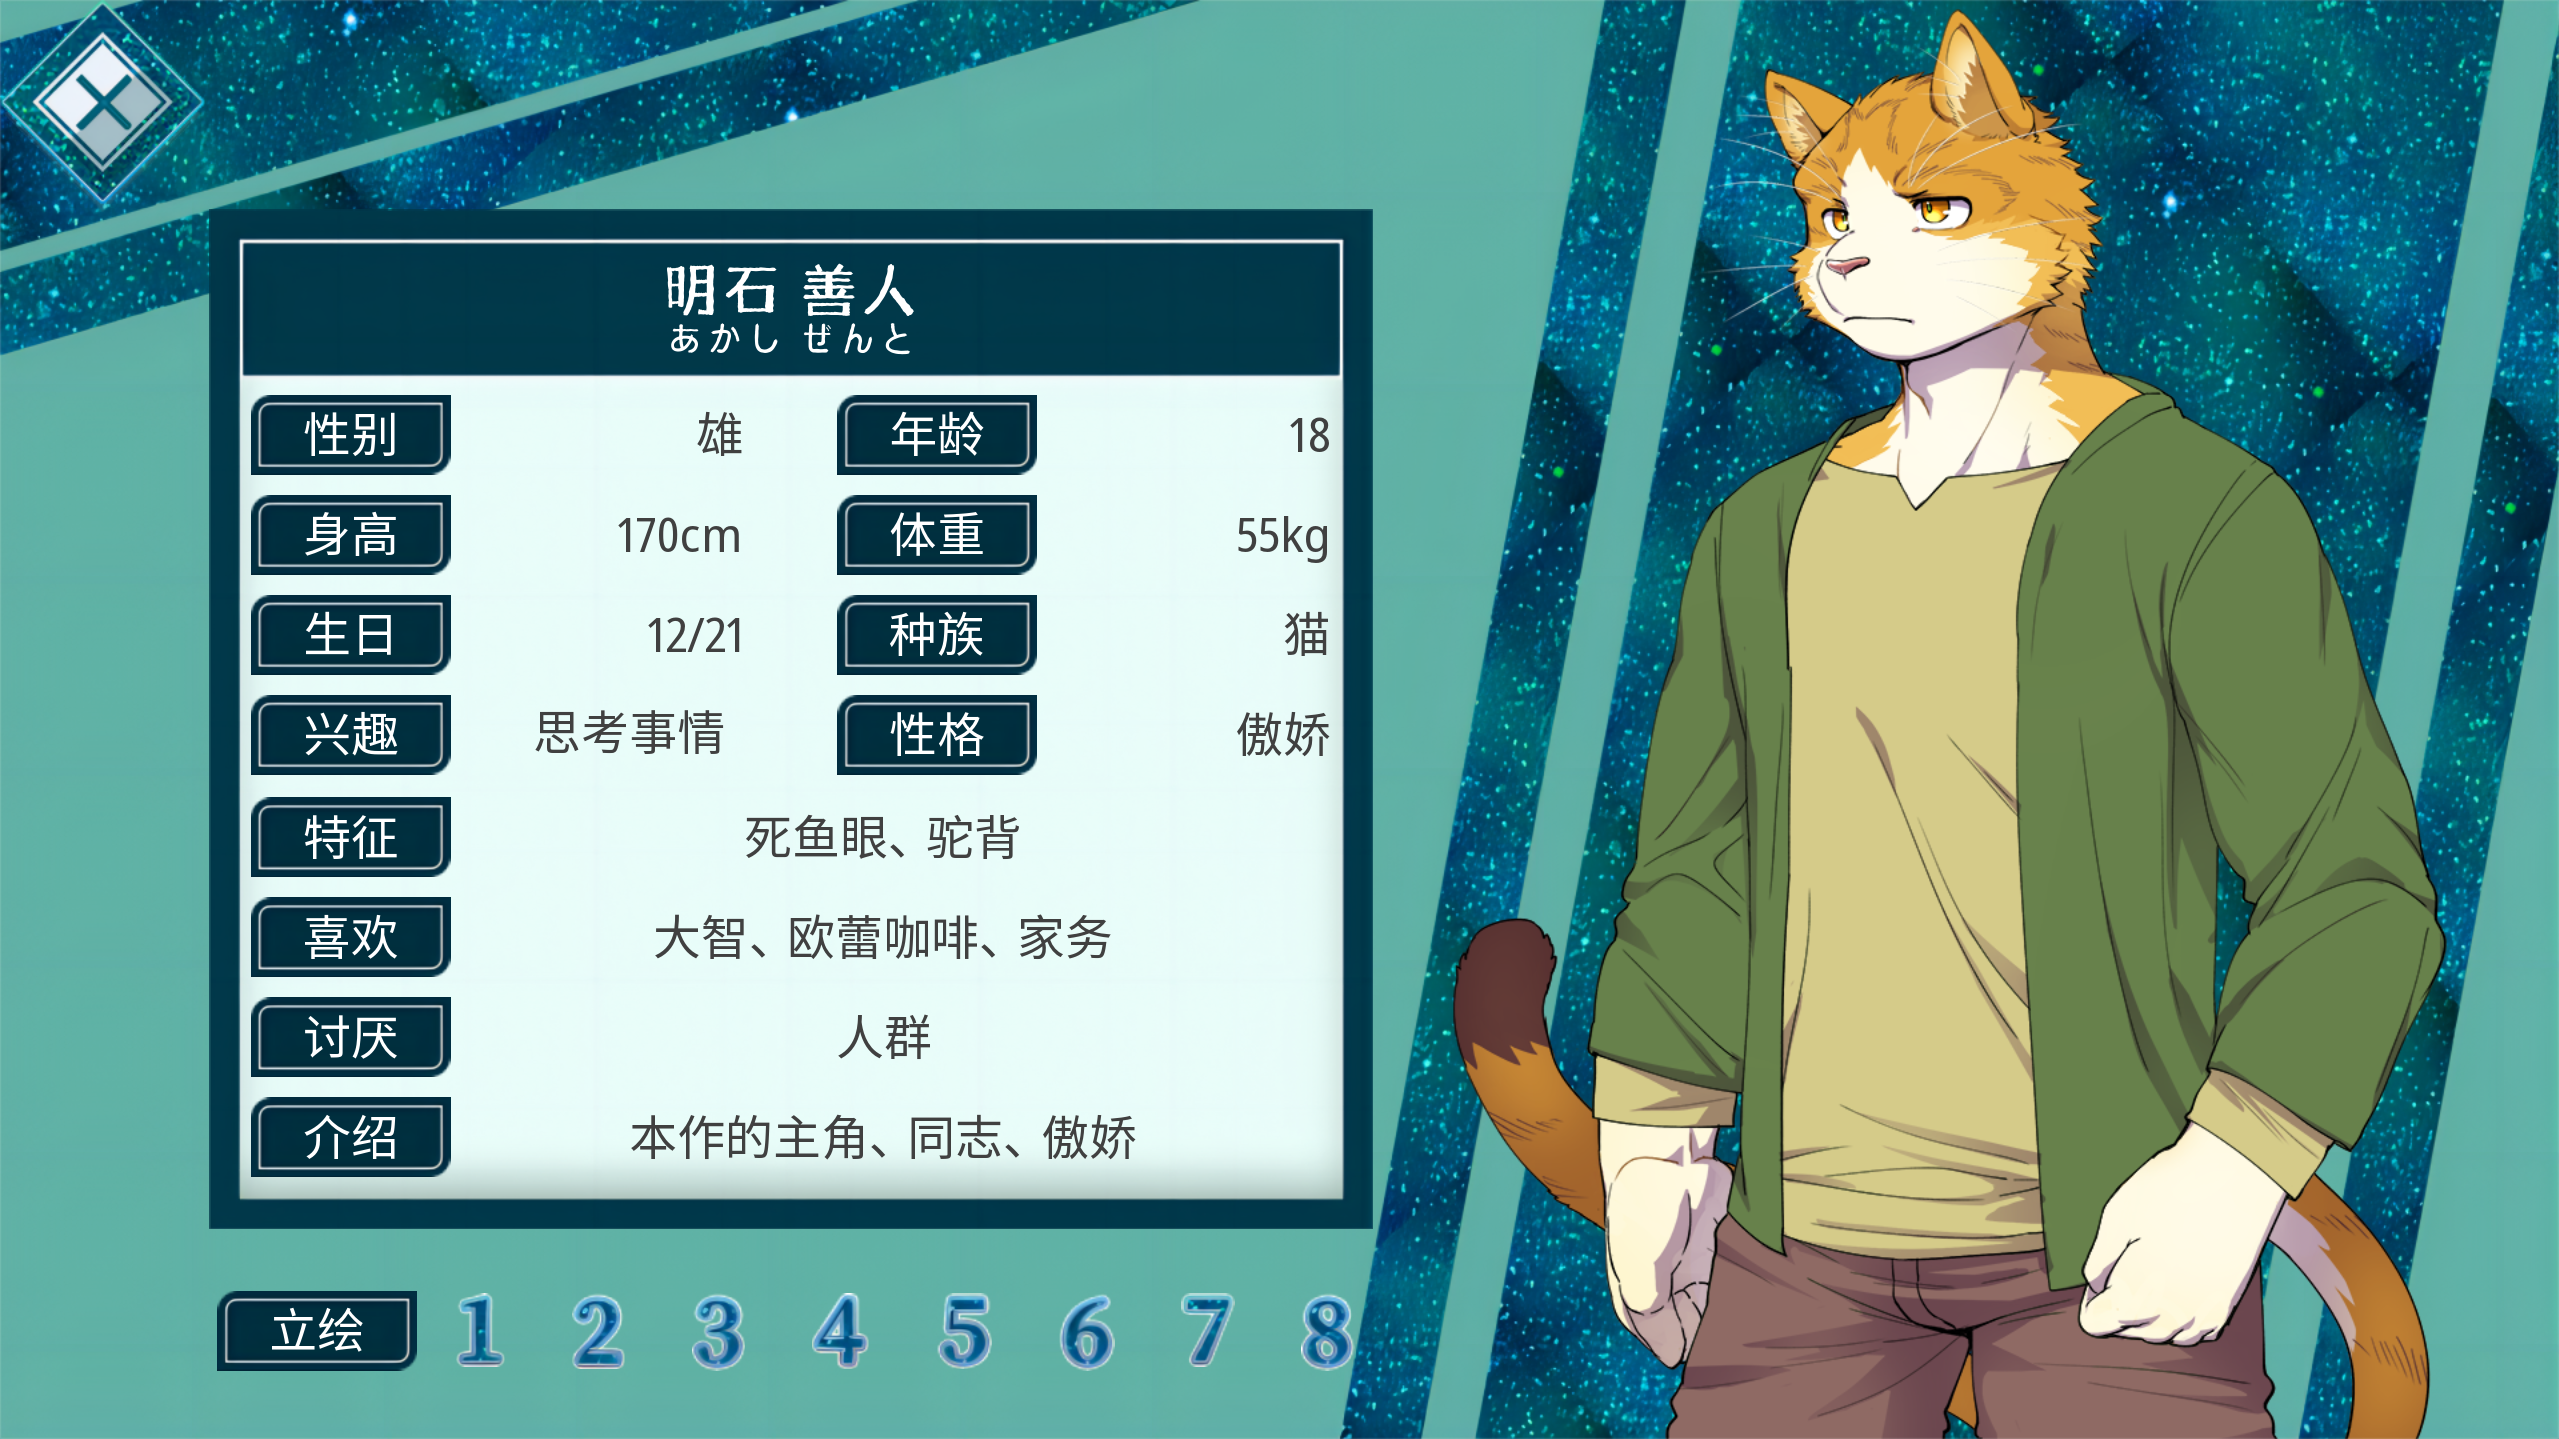 明石 善人
あかし ぜんと
性别 雄 年龄 18
身高 170cm 体重 55kg
生日 12/21 种族 猫
兴趣 思考事情 性格 傲娇
特征 死鱼眼、驼背
喜欢 大智、欧蕾咖啡、家务
讨厌 人群
介绍 本作的主角、同志、傲娇
立绘 1 2 3 4 5 6 7 8